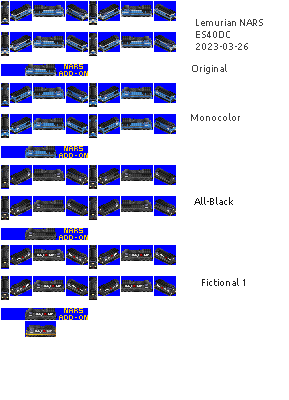 Lemurian NARS
ES40DC
2023-03-26
Original
NARS
ADD-ON
Monocolor
NARS
ADD-ON
All-Black
NARS
ADD-ON
Fictional 1
NARS
ADD-ON